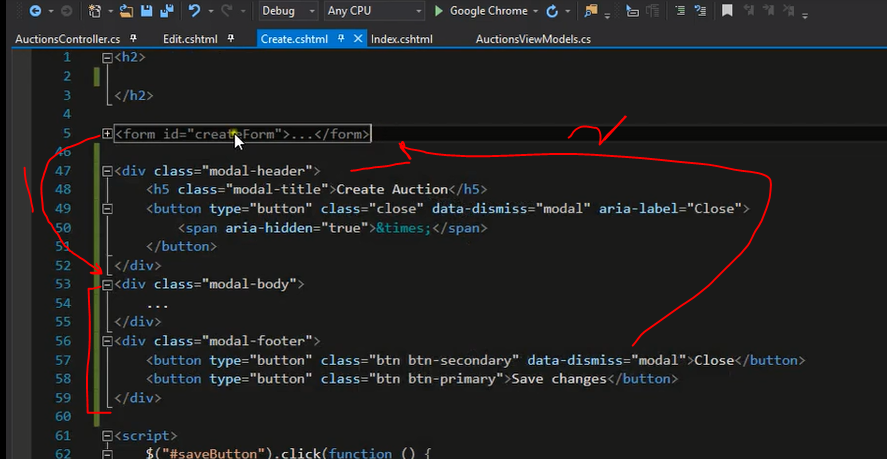 Debug Any CPU Google Chrome
AuctionsController.cs Edit.cshtml Create.cshtml Index.cshtml AuctionsViewModels.cs
1 <h2>
2
3 </h2>
4
5 <form id="createForm">...</form>
46
47 <div class="modal-header">
48 <h5 class="modal-title">Create Auction</h5>
49 <button type="button" class="close" data-dismiss="modal" aria-label="Close">
50 <span aria-hidden="true">&times;</span>
51 </button>
52 </div>
53 <div class="modal-body">
54 ...
55 </div>
56 <div class="modal-footer">
57 <button type="button" class="btn btn-secondary" data-dismiss="modal">Close</button>
58 <button type="button" class="btn btn-primary">Save changes</button>
59 </div>
60
61 <script>
62 $("#saveButton").click(function () {